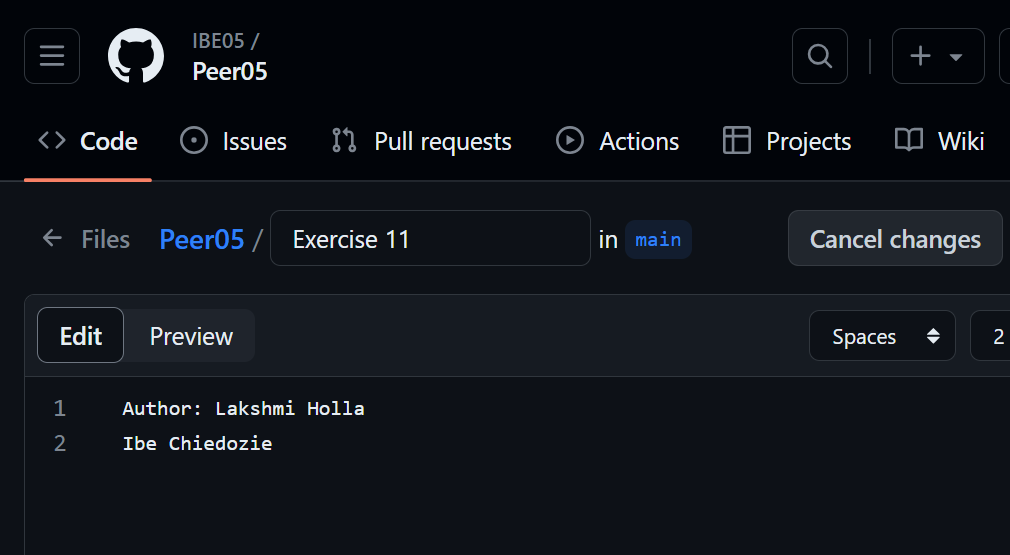 IBE05 /
Peer05
Code Issues Pull requests Actions Projects Wiki
Files Peer05 / Exercise 11 in main Cancel changes
Edit Preview Spaces 2
1 Author: Lakshmi Holla
2 Ibe Chiedozie